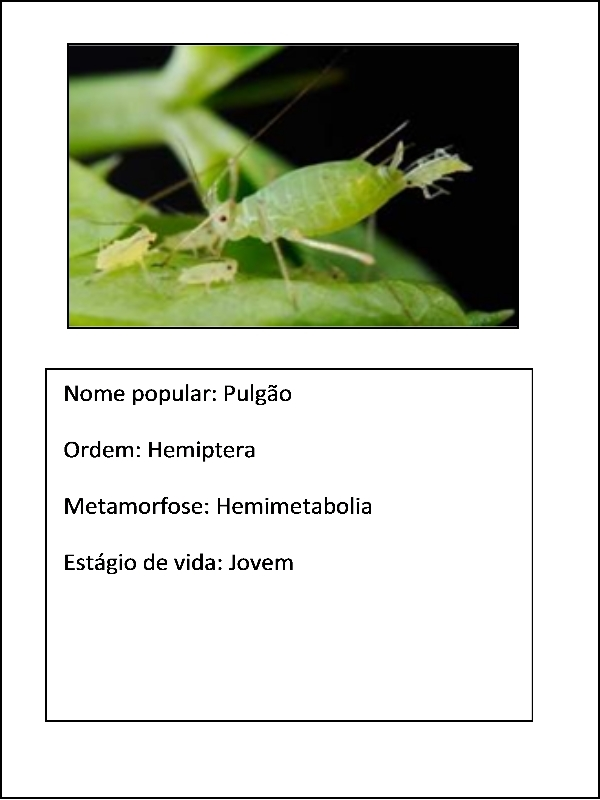 Nome popular: Pulgão
Ordem: Hemiptera
Metamorfose: Hemimetabolia
Estágio de vida: Jovem